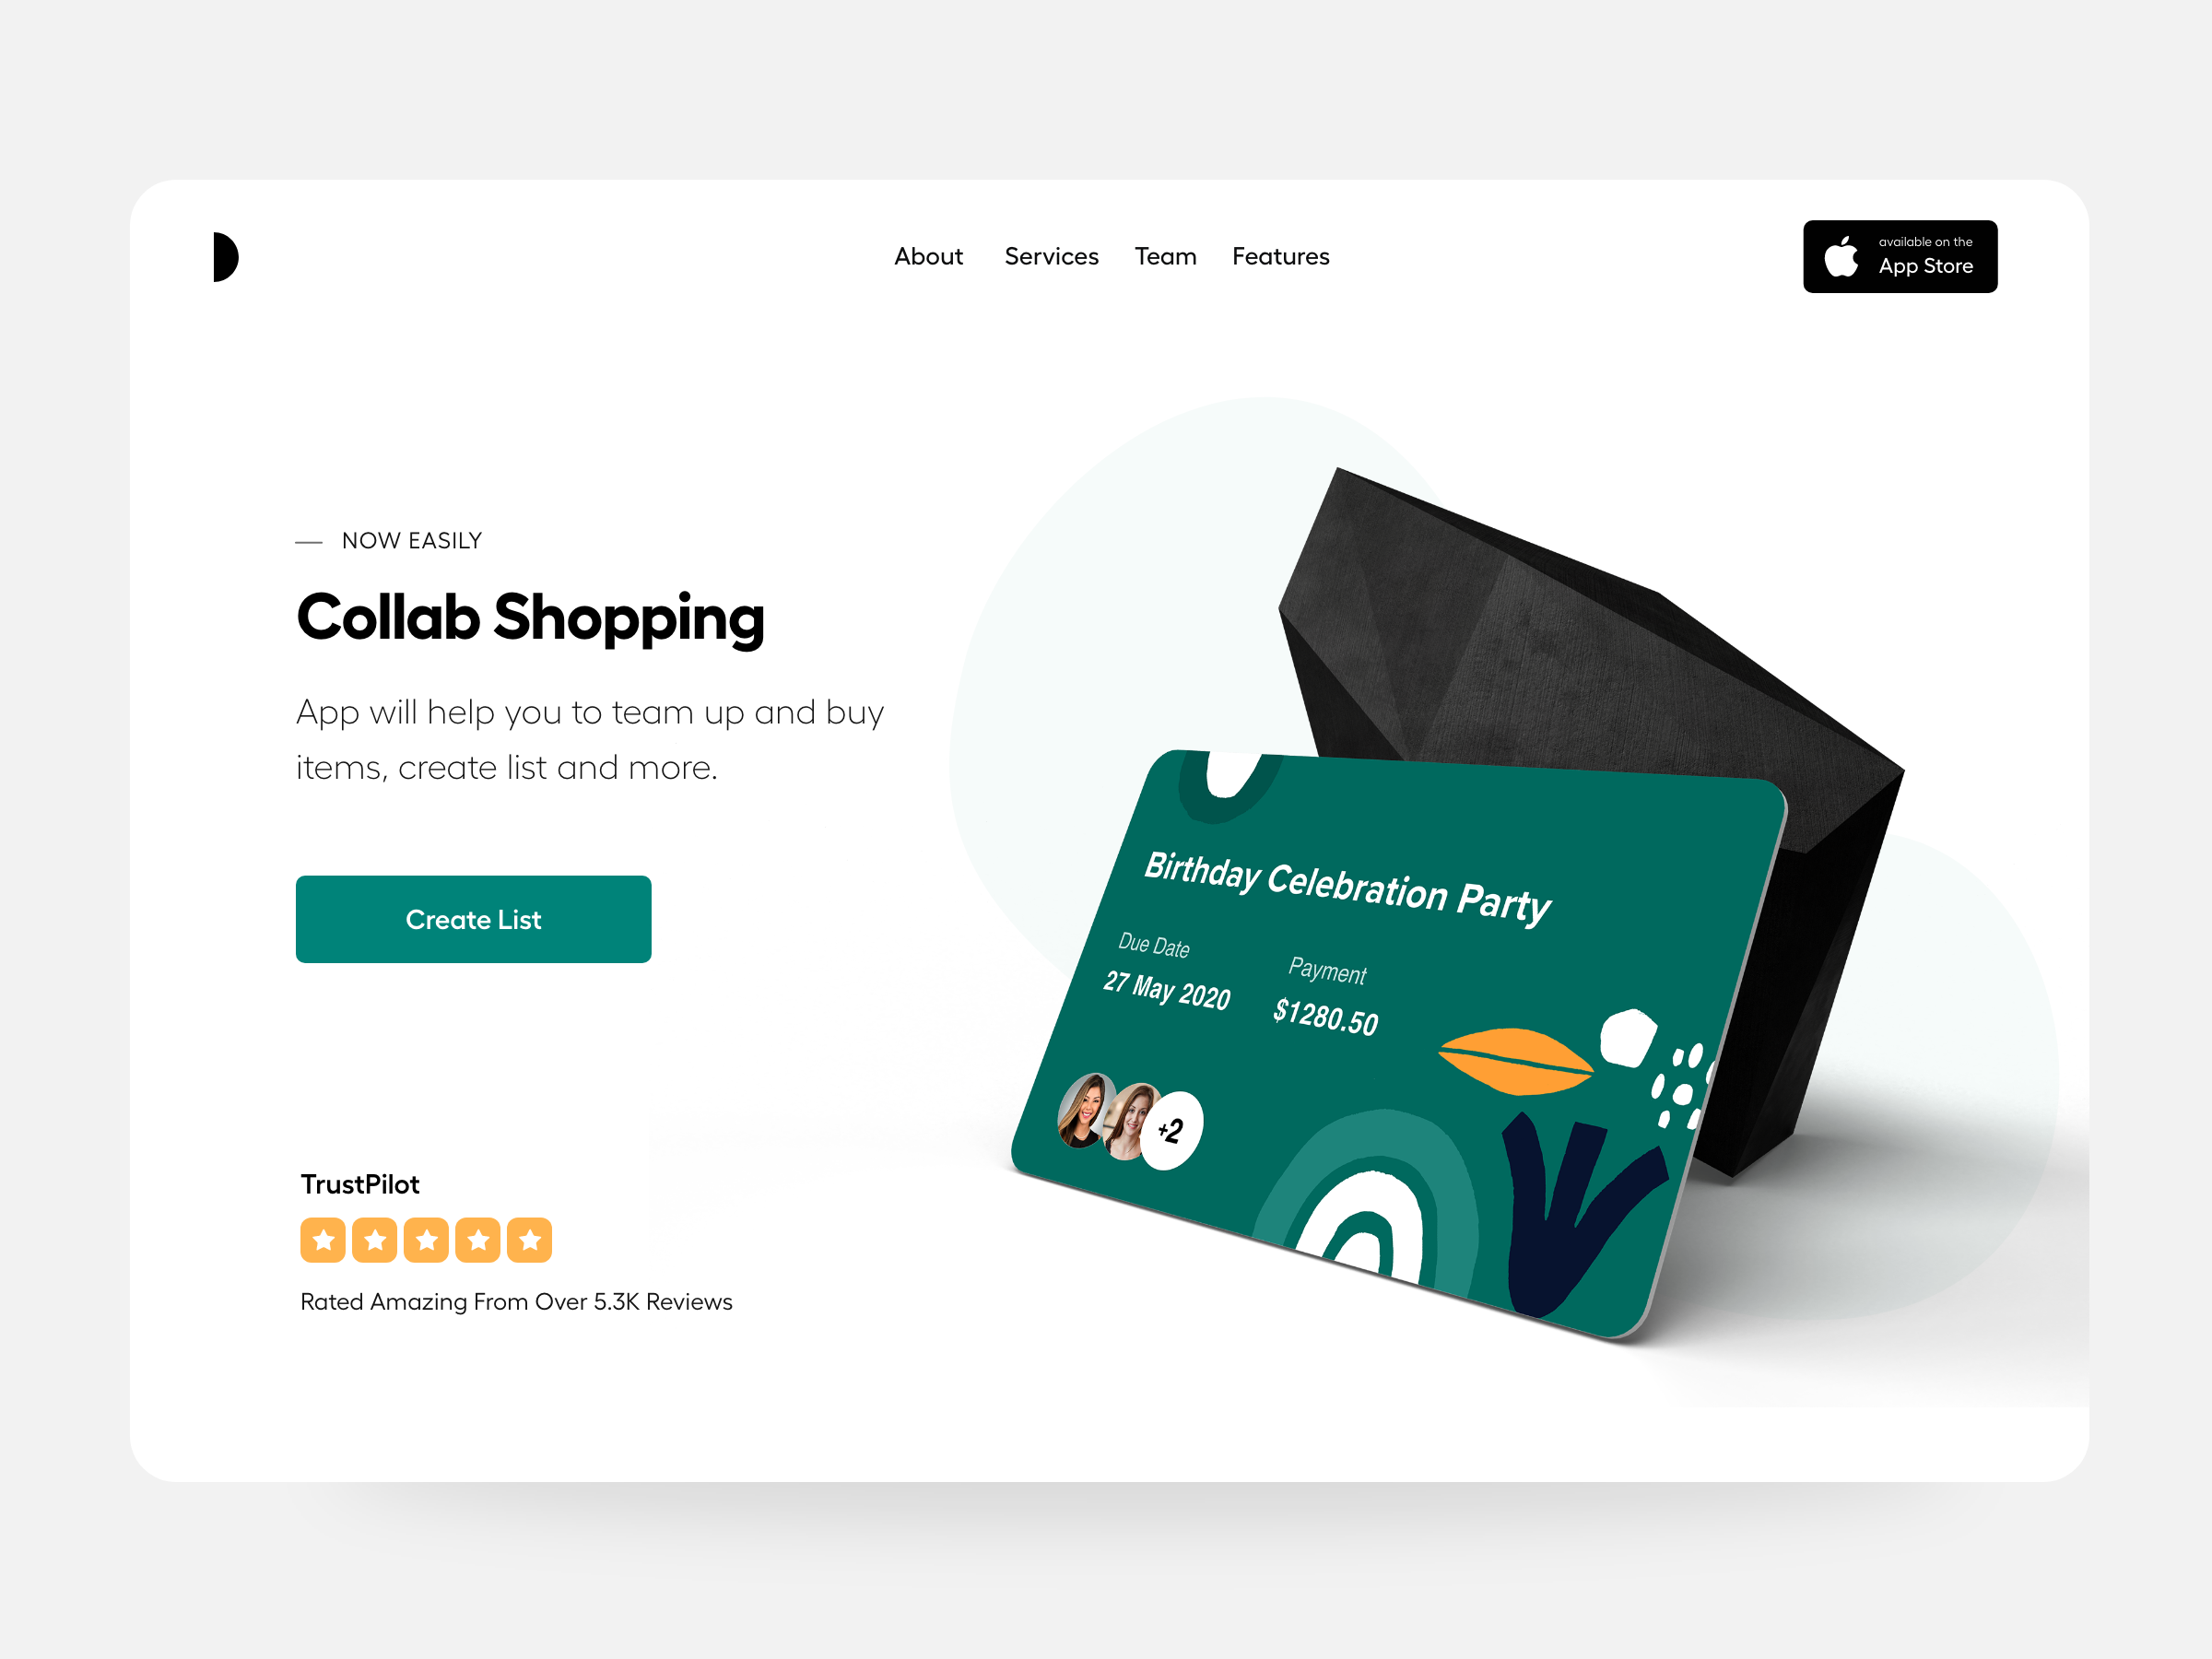 About Services Team Features
available on the
App Store
NOW EASILY
Collab Shopping
App will help you to team up and buy
items, create list and more.
Create List
TrustPilot
Rated Amazing From Over 5.3K Reviews
Birthday Celebration Party
Due Date
27 May 2020
Payment
$1280.50
+2